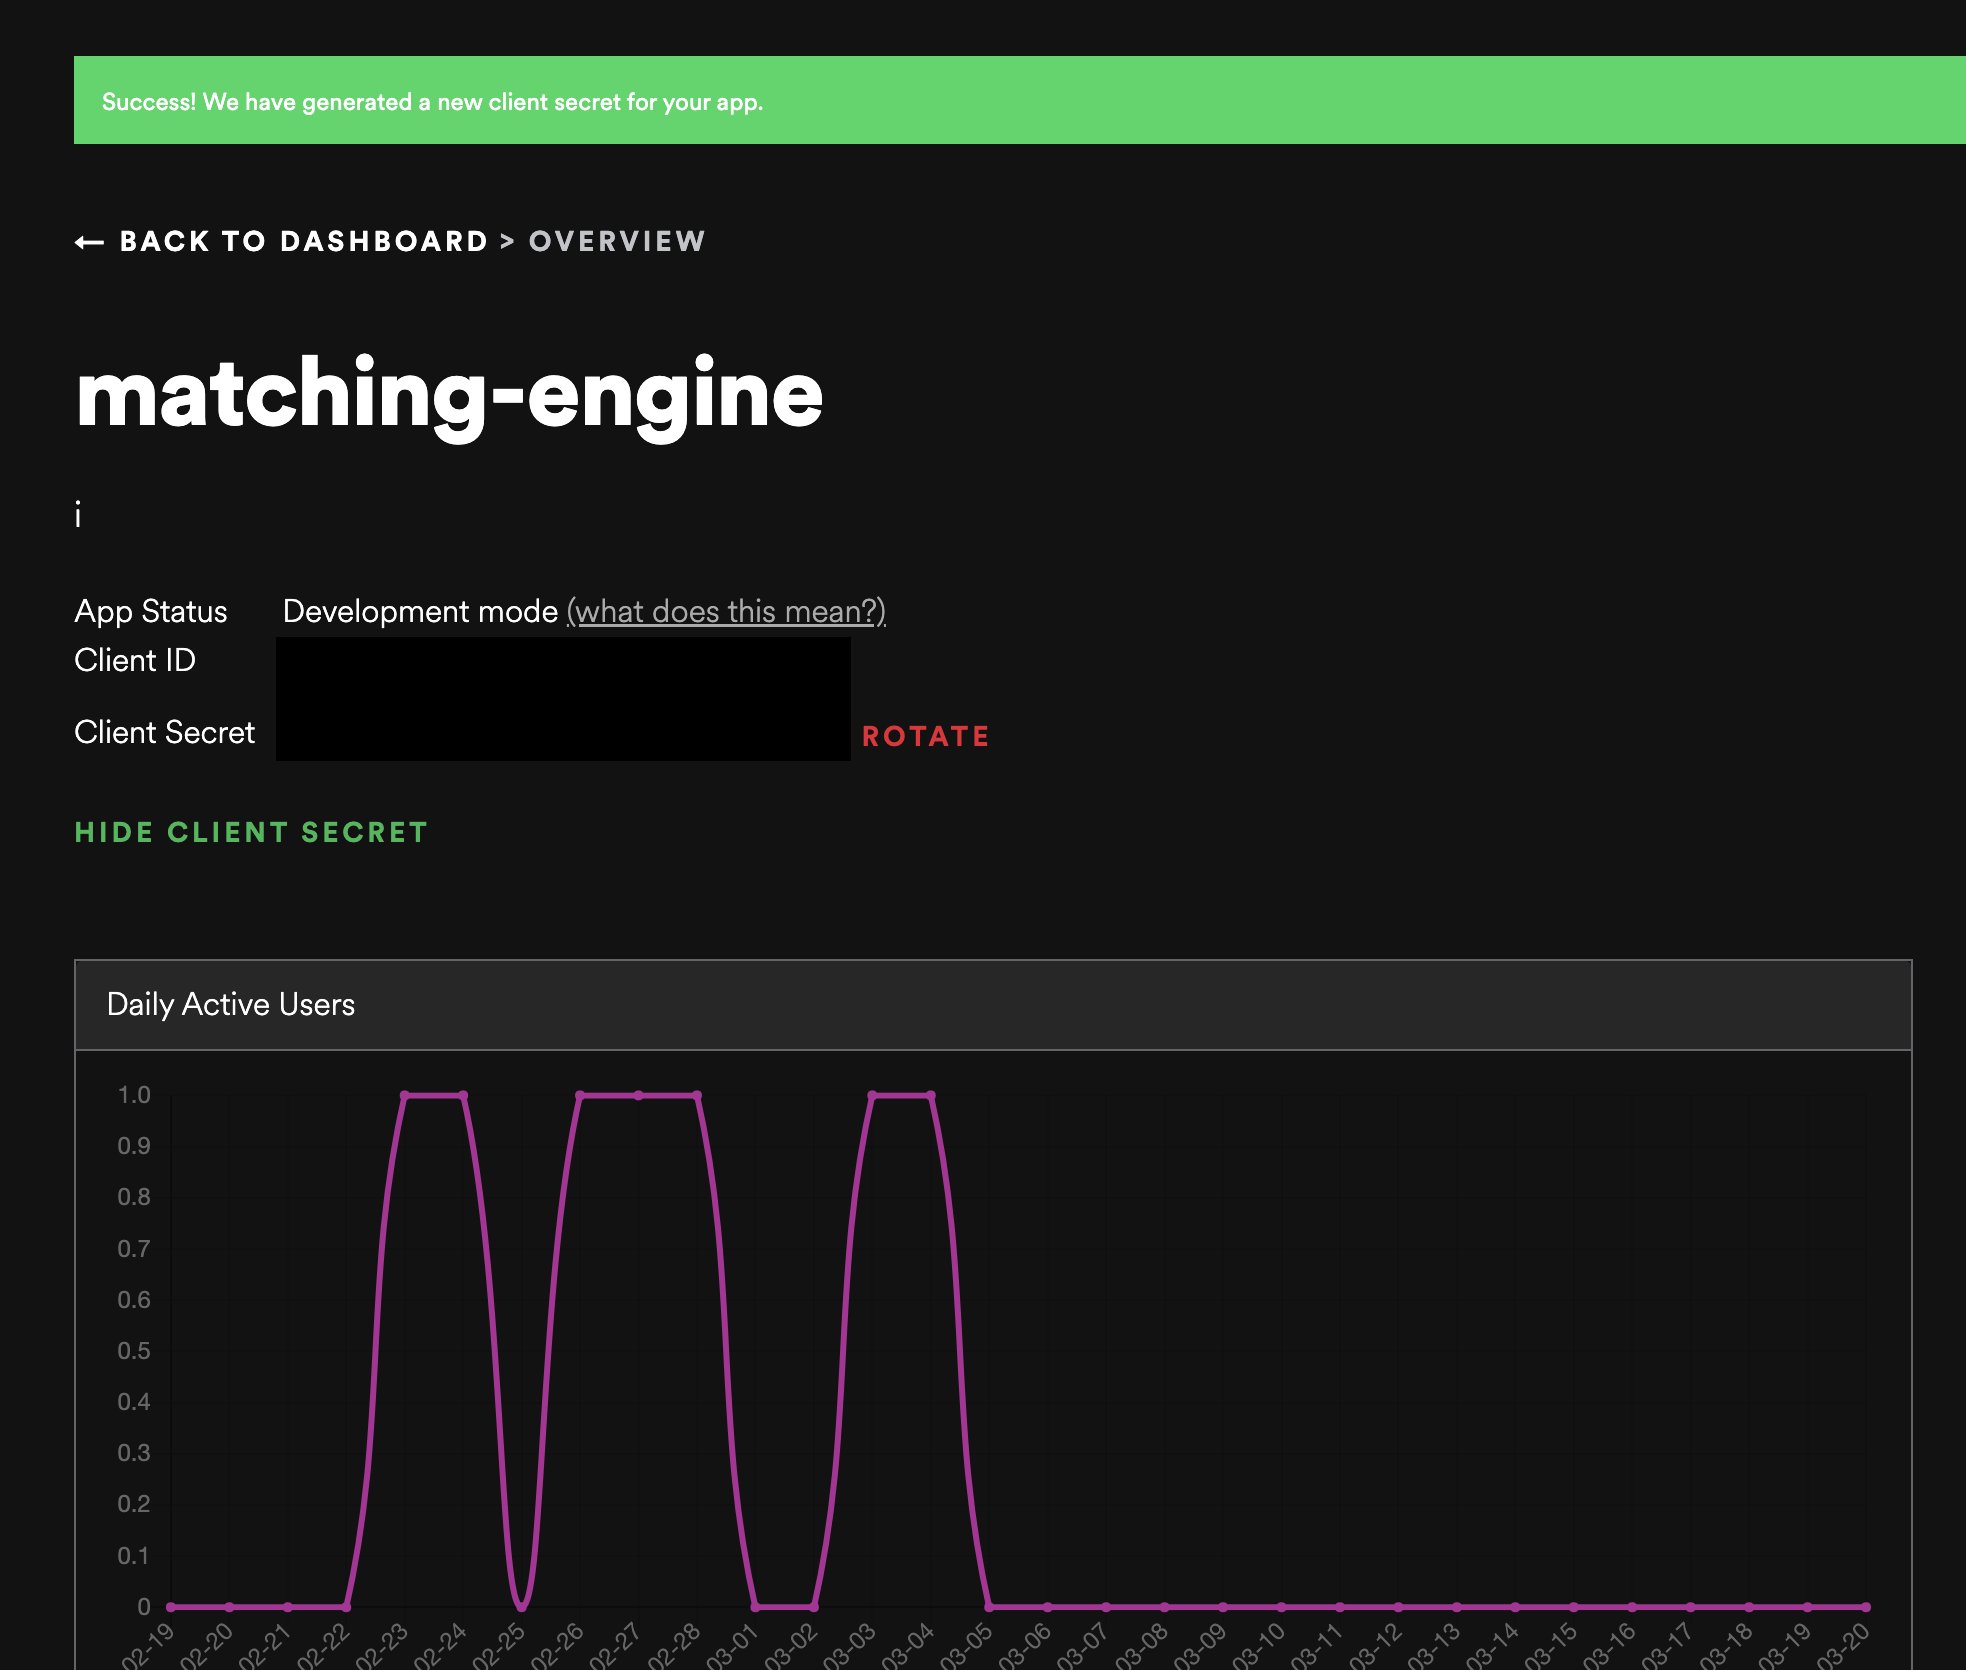 Success! We have generated a new client secret for your app.
← BACK TO DASHBOARD > OVERVIEW
matching-engine
i
App Status Development mode (what does this mean?)
Client ID
Client Secret ROTATE
HIDE CLIENT SECRET
Daily Active Users
1.0
0.9
0.8
0.7
0.6
0.5
0.4
0.3
0.2
0.1
0
02-19 02-20 02-21 02-22 02-23 02-24 02-25 02-26 02-27 02-28 03-01 03-02 03-03 03-04 03-05 03-06 03-07 03-08 03-09 03-10 03-11 03-12 03-13 03-14 03-15 03-16 03-17 03-18 03-19 03-20